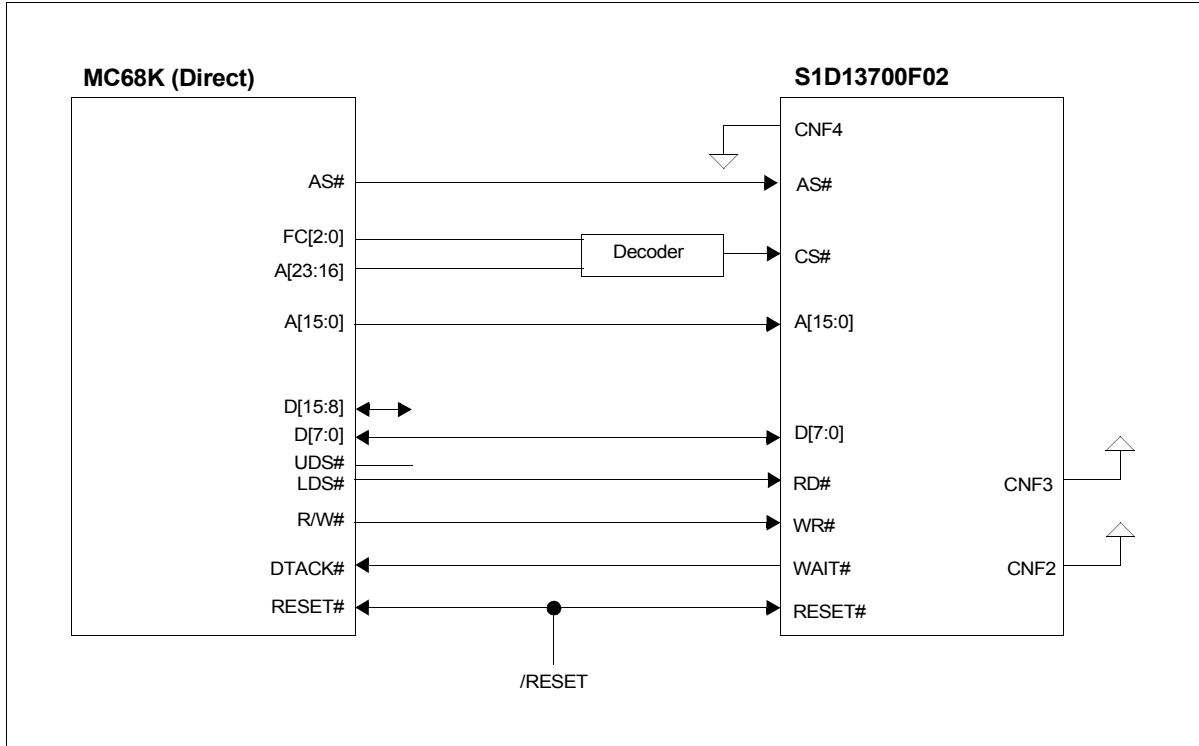 MC68K (Direct)
S1D13700F02
CNF4
AS#
AS#
FC[2:0]
Decoder
CS#
A[23:16]
A[15:0]
A[15:0]
D[15:8]
D[7:0]
D[7:0]
UDS#
LDS#
RD#
CNF3
R/W#
WR#
DTACK#
WAIT#
CNF2
RESET#
RESET#
/RESET